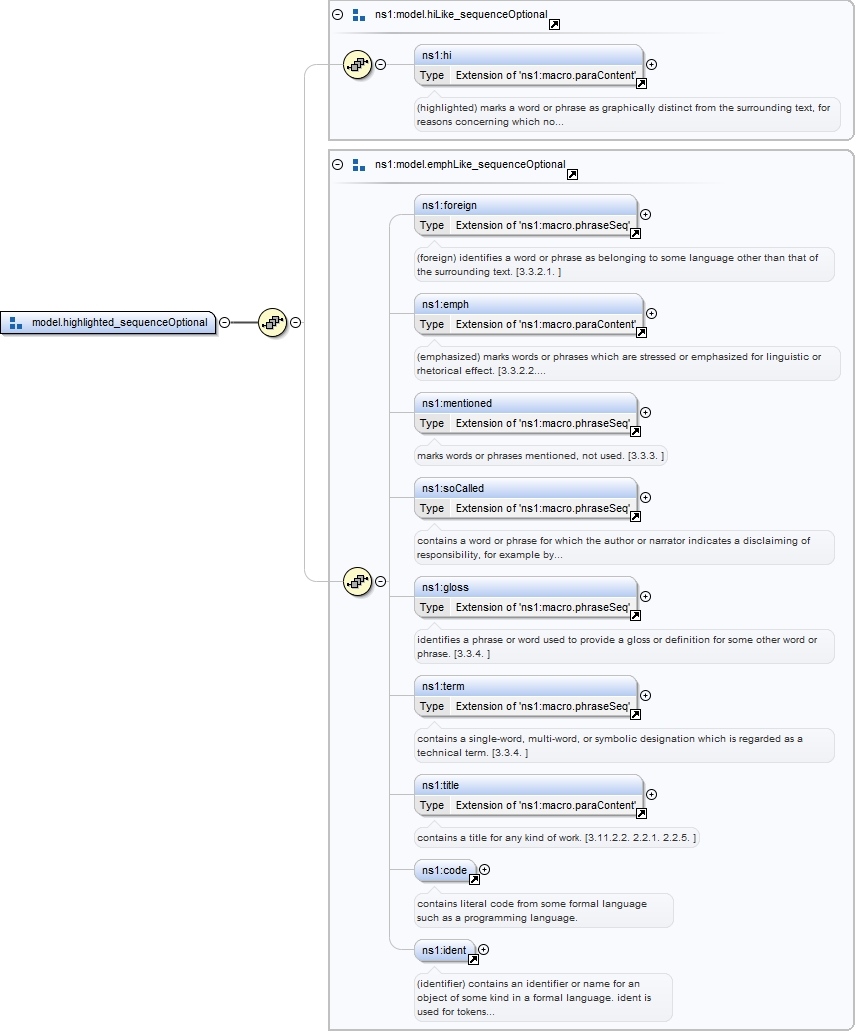 ns1:model.hiLike_sequenceOptional
ns1:hi
Type Extension of 'ns1:macro.paraContent'
(highlighted) marks a word or phrase as graphically distinct from the surrounding text, for
reasons concerning which no...
ns1:model.emphLike_sequenceOptional
ns1:foreign
Type Extension of 'ns1:macro.phraseSeq'
(foreign) identifies a word or phrase as belonging to some language other than that of
the surrounding text. [3.3.2.1. ]
ns1:emph
Type Extension of 'ns1:macro.paraContent'
model.highlighted_sequenceOptional
(emphasized) marks words or phrases which are stressed or emphasized for linguistic or
rhetorical effect. [3.3.2.2....
ns1:mentioned
Type Extension of 'ns1:macro.phraseSeq'
marks words or phrases mentioned, not used. [3.3.3. ]
ns1:soCalled
Type Extension of 'ns1:macro.phraseSeq'
contains a word or phrase for which the author or narrator indicates a disclaiming of
responsibility, for example by...
ns1:gloss
Type Extension of 'ns1:macro.phraseSeq'
identifies a phrase or word used to provide a gloss or definition for some other word or
phrase. [3.3.4. ]
ns1:term
Type Extension of 'ns1:macro.phraseSeq'
contains a single-word, multi-word, or symbolic designation which is regarded as a
technical term. [3.3.4. ]
ns1:title
Type Extension of 'ns1:macro.paraContent'
contains a title for any kind of work. [3.11.2.2. 2.2.1. 2.2.5. ]
ns1:code
contains literal code from some formal language
such as a programming language.
ns1:ident
(identifier) contains an identifier or name for an
object of some kind in a formal language. ident is
used for tokens...